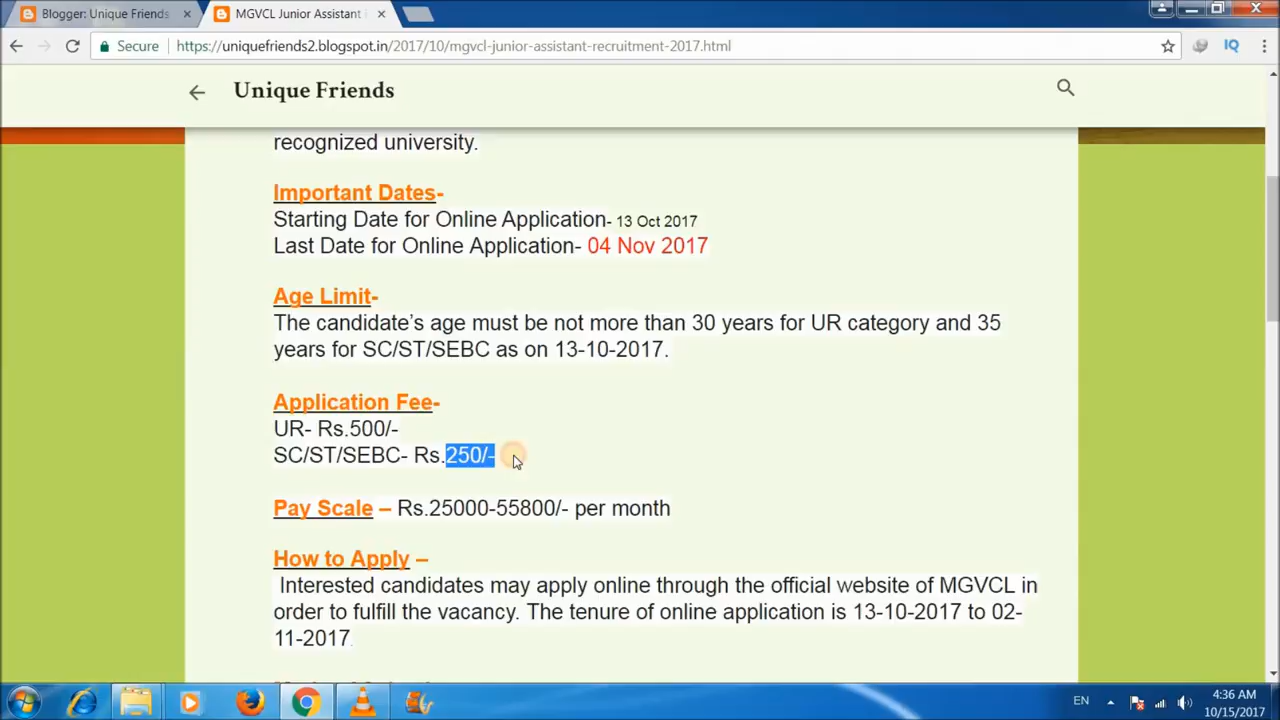 Blogger: Unique Friends
MGVCL Junior Assistant
Secure
https://uniquefriends2.blogspot.in/2017/10/mgvcl-junior-assistant-recruitment-2017.html
IQ
Unique Friends
recognized university.
Important Dates-
Starting Date for Online Application- 13 Oct 2017
Last Date for Online Application- 04 Nov 2017
Age Limit-
The candidate’s age must be not more than 30 years for UR category and 35
years for SC/ST/SEBC as on 13-10-2017.
Application Fee-
UR- Rs.500/-
SC/ST/SEBC- Rs.250/-
Pay Scale – Rs.25000-55800/- per month
How to Apply –
Interested candidates may apply online through the official website of MGVCL in
order to fulfill the vacancy. The tenure of online application is 13-10-2017 to 02-
11-2017.
EN
4:36 AM
10/15/2017